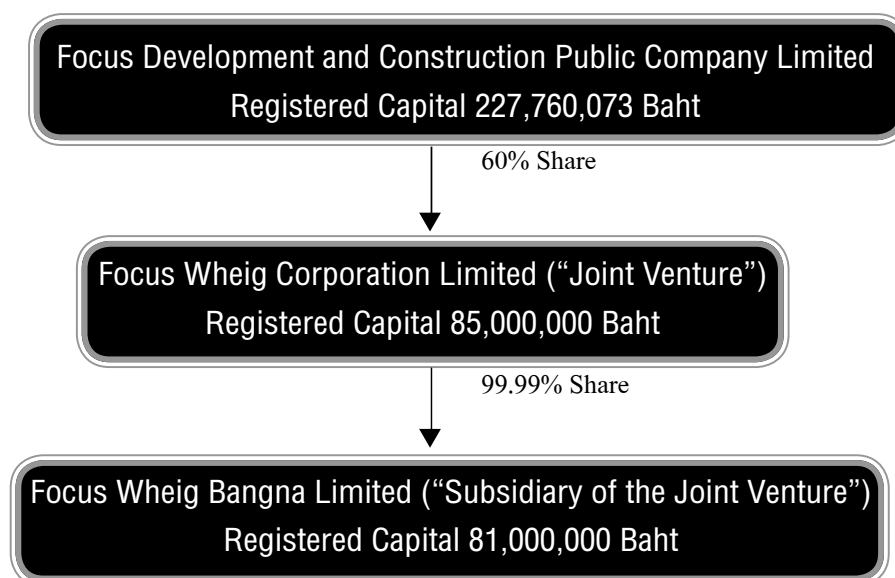 Focus Development and Construction Public Company Limited
Registered Capital 227,760,073 Baht
60% Share
Focus Wheig Corporation Limited (“Joint Venture”)
Registered Capital 85,000,000 Baht
99.99% Share
Focus Wheig Bangna Limited (“Subsidiary of the Joint Venture”)
Registered Capital 81,000,000 Baht